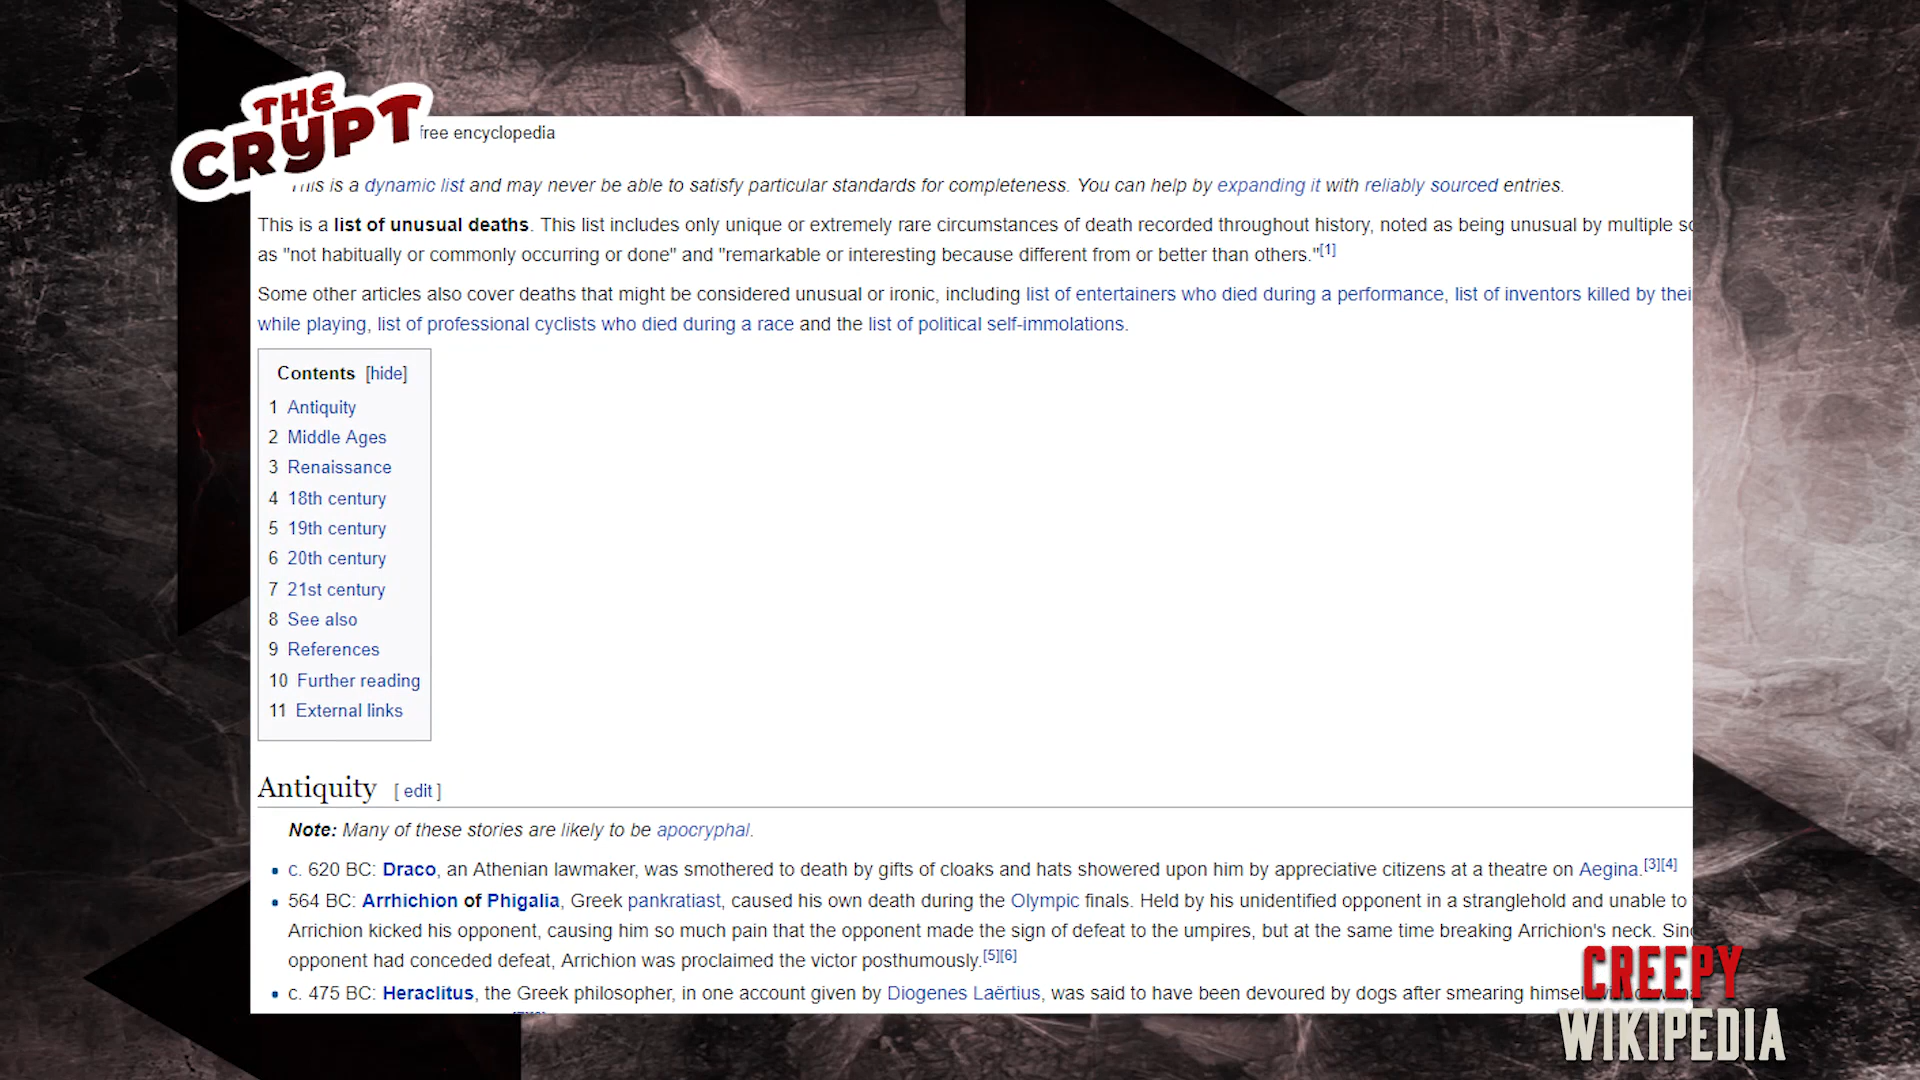 THE
CRYPT
free encyclopedia
This is a dynamic list and may never be able to satisfy particular standards for completeness. You can help by expanding it with reliably sourced entries.
This is a list of unusual deaths. This list includes only unique or extremely rare circumstances of death recorded throughout history, noted as being unusual by multiple
as "not habitually or commonly occurring or done" and "remarkable or interesting because different from or better than others."[1]
Some other articles also cover deaths that might be considered unusual or ironic, including list of entertainers who died during a performance, list of inventors killed by
while playing, list of professional cyclists who died during a race and the list of political self-immolations.
Contents [hide]
1 Antiquity
2 Middle Ages
3 Renaissance
4 18th century
5 19th century
6 20th century
7 21st century
8 See also
9 References
10 Further reading
11 External links
Antiquity [ edit ]
Note: Many of these stories are likely to be apocryphal.
• c. 620 BC: Draco, an Athenian lawmaker, was smothered to death by gifts of cloaks and hats showered upon him by appreciative citizens at a theatre on Aegina.[3][4]
• 564 BC: Arrhichion of Phigalia, Greek pankratiast, caused his own death during the Olympic finals. Held by his unidentified opponent in a stranglehold and unable to
Arrichion kicked his opponent, causing him so much pain that the opponent made the sign of defeat to the umpires, but at the same time breaking Arrichion's neck.
opponent had conceded defeat, Arrichion was proclaimed the victor posthumously.[5][6]
• c. 475 BC: Heraclitus, the Greek philosopher, in one account given by Diogenes Laërtius, was said to have been devoured by dogs after smearing
CREEPY
WIKIPEDIA